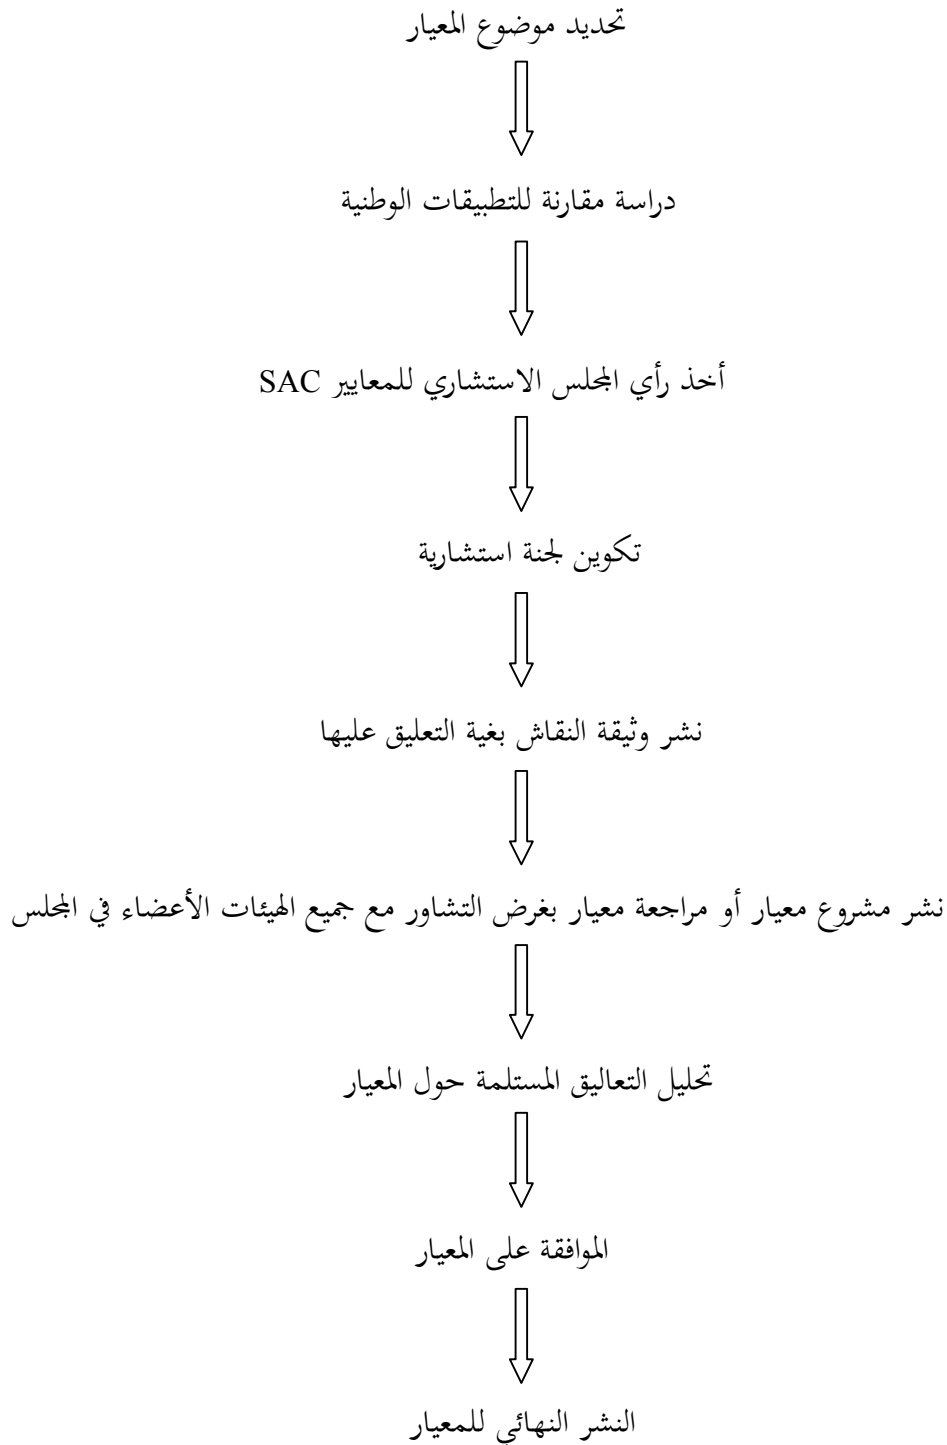 تحديد موضوع المعيار
دراسة مقارنة للتطبيقات الوطنية
أخذ رأي المجلس الاستشاري للمعايير SAC
تكوين لجنة استشارية
نشر وثيقة النقاش بغية التعليق عليها
نشر مشروع معيار أو مراجعة معيار بغرض التشاور مع جميع الهيئات الأعضاء في المجلس
تحليل التعاليق المستلمة حول المعيار
الموافقة على المعيار
النشر النهائي للمعيار